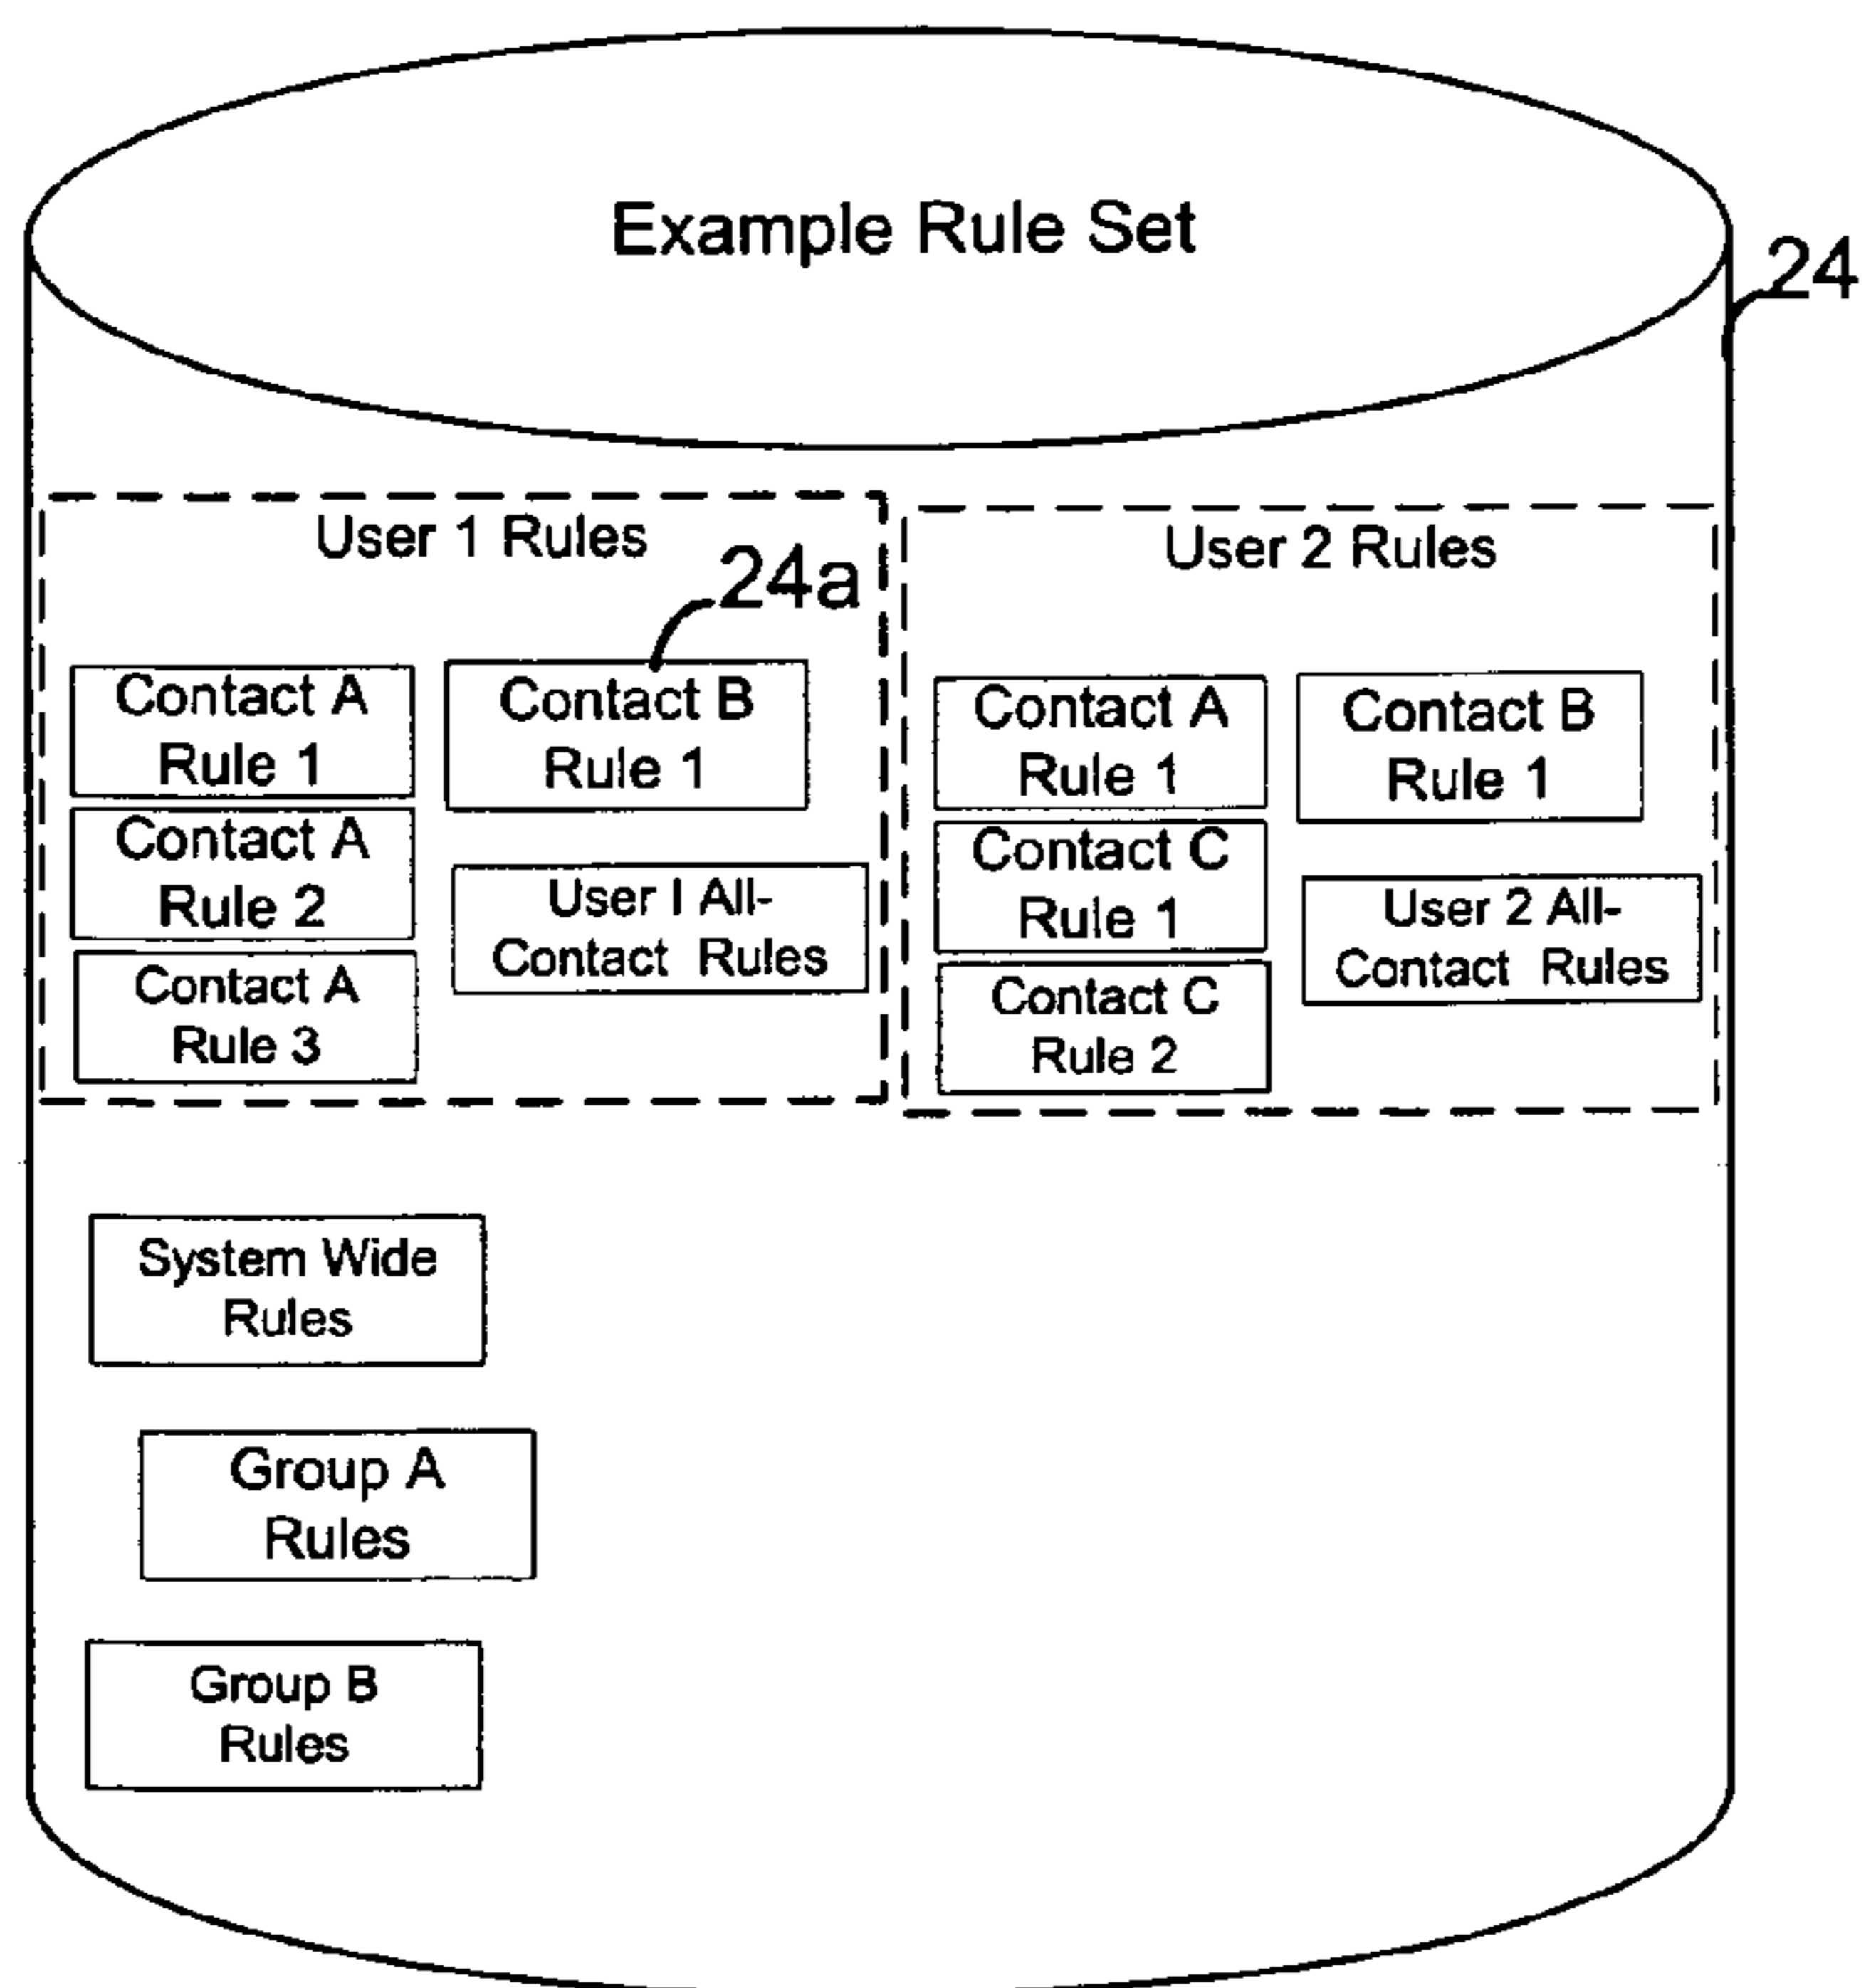 Example Rule Set
24
User 1 Rules
24a
Contact A
Rule 1
Contact B
Rule 1
Contact A
Rule 2
User I All-
Contact Rules
Contact A
Rule 3
User 2 Rules
Contact A
Rule 1
Contact B
Rule 1
Contact C
Rule 1
User 2 All-
Contact Rules
Contact C
Rule 2
System Wide
Rules
Group A
Rules
Group B
Rules